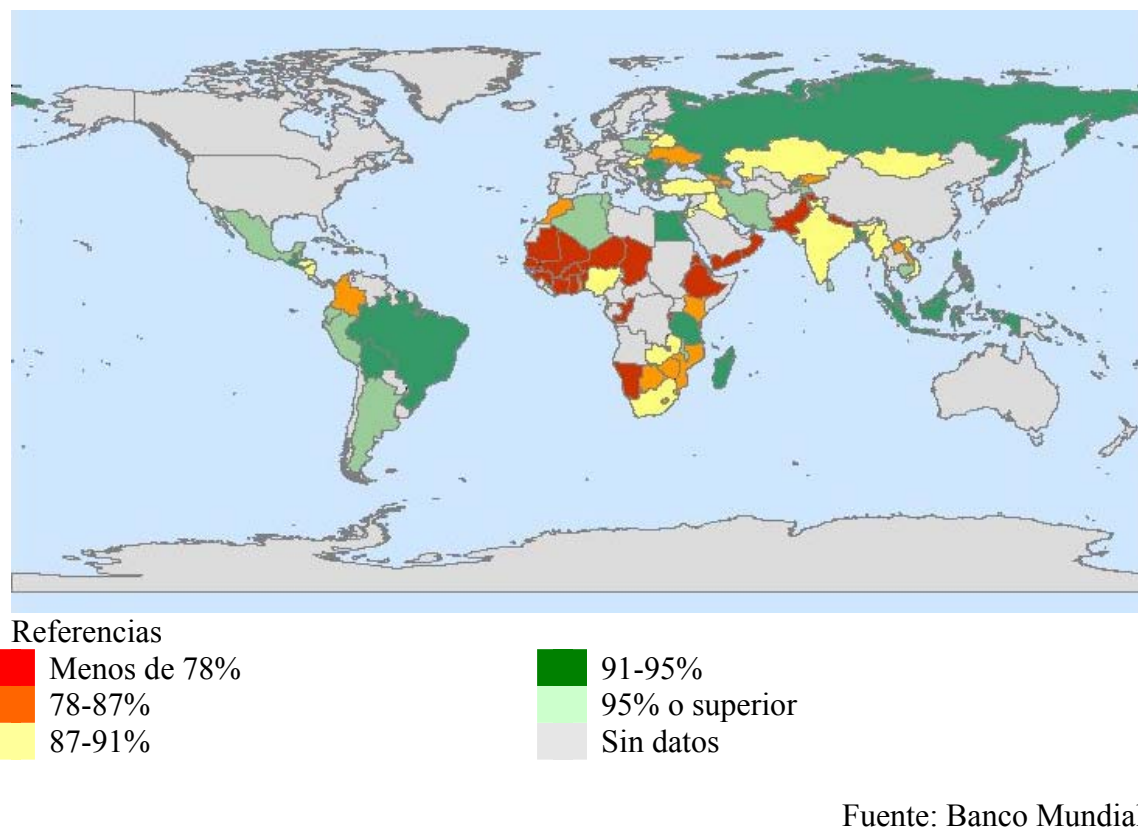 Referencias
Menos de 78%
78-87%
87-91%
91-95%
95% o superior
Sin datos
Fuente: Banco Mundial